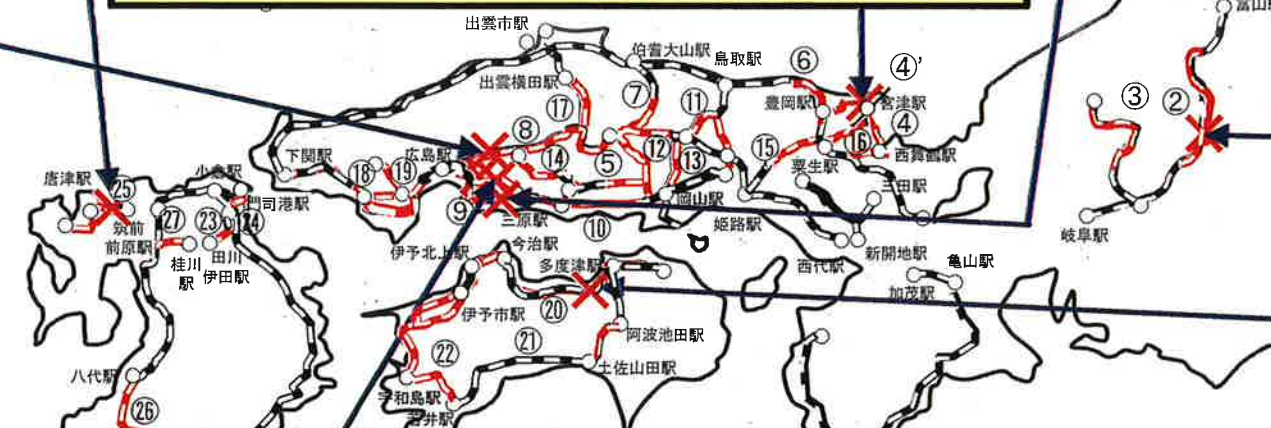 出雲市駅
伯耆大山駅
鳥取駅
⑥
④'
出雲横田駅
⑰
⑦
⑪
豊岡駅
宮津駅
③
②
④
下関駅
広島駅
⑧
⑭
⑤
⑫
⑬
⑮
⑯
西舞鶴駅
粟生駅
唐津駅
小倉駅
⑱
⑲
三田駅
㉕
門司港駅
⑨
岡山駅
筑前
前原駅
㉗
㉓
㉔
三原駅
⑩
姫路駅
岐阜駅
桂川
駅
田川
伊田駅
伊予北上駅
今治駅
多度津駅
西代駅
新開地駅
亀山駅
加茂駅
伊予市駅
⑳
阿波池田駅
八代駅
㉒
㉑
土佐山田駅
宇和島駅
若井駅
㉖